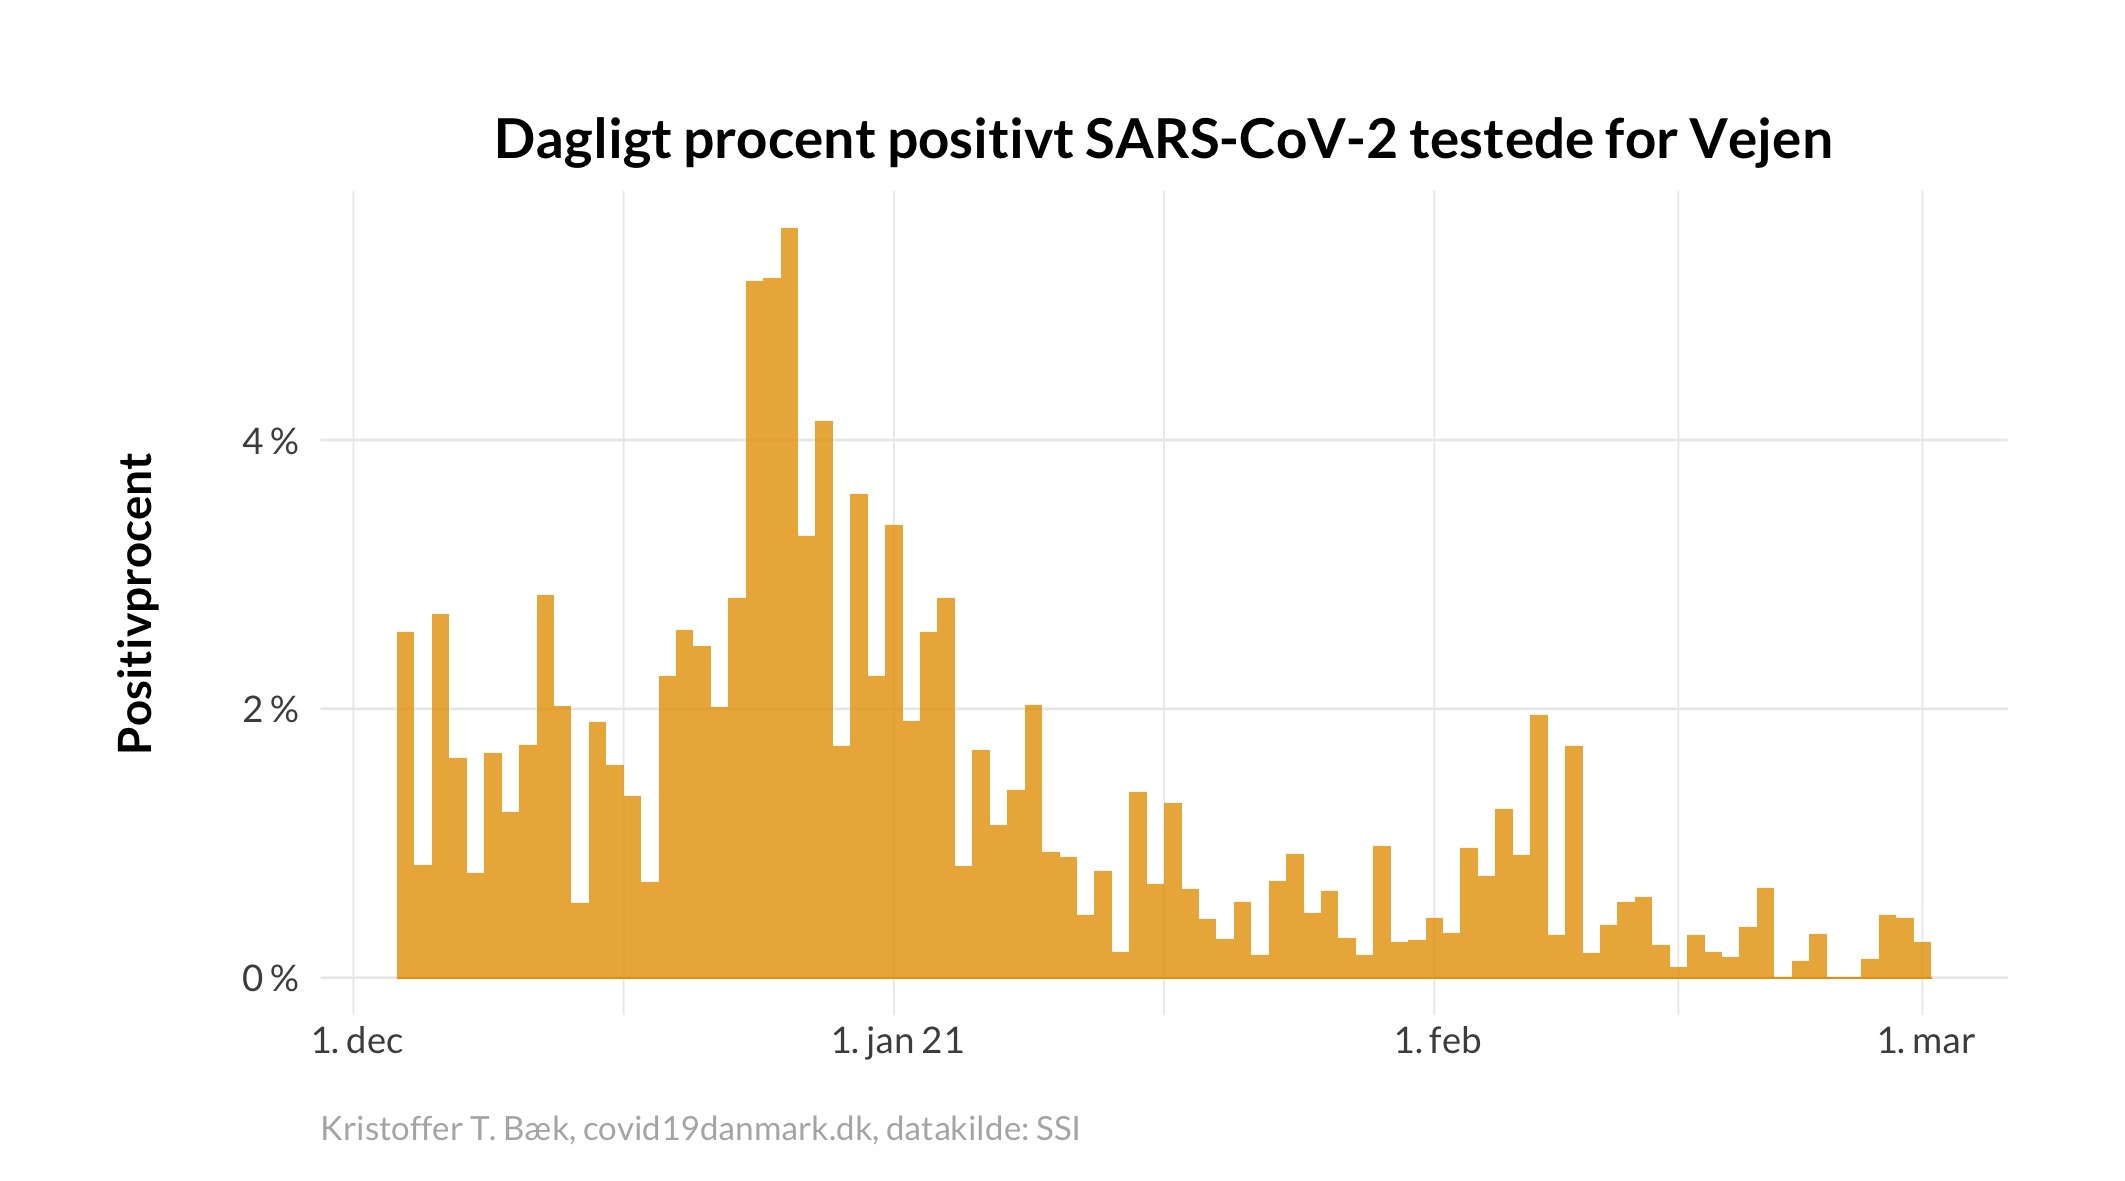 Dagligt procent positivt SARS-CoV-2 testede for Vejen
Positivprocent
4 %
2 %
0 %
1. dec
1. jan 21
1. feb
1. mar
Kristoffer T. Bæk, covid19danmark.dk, datakilde: SSI